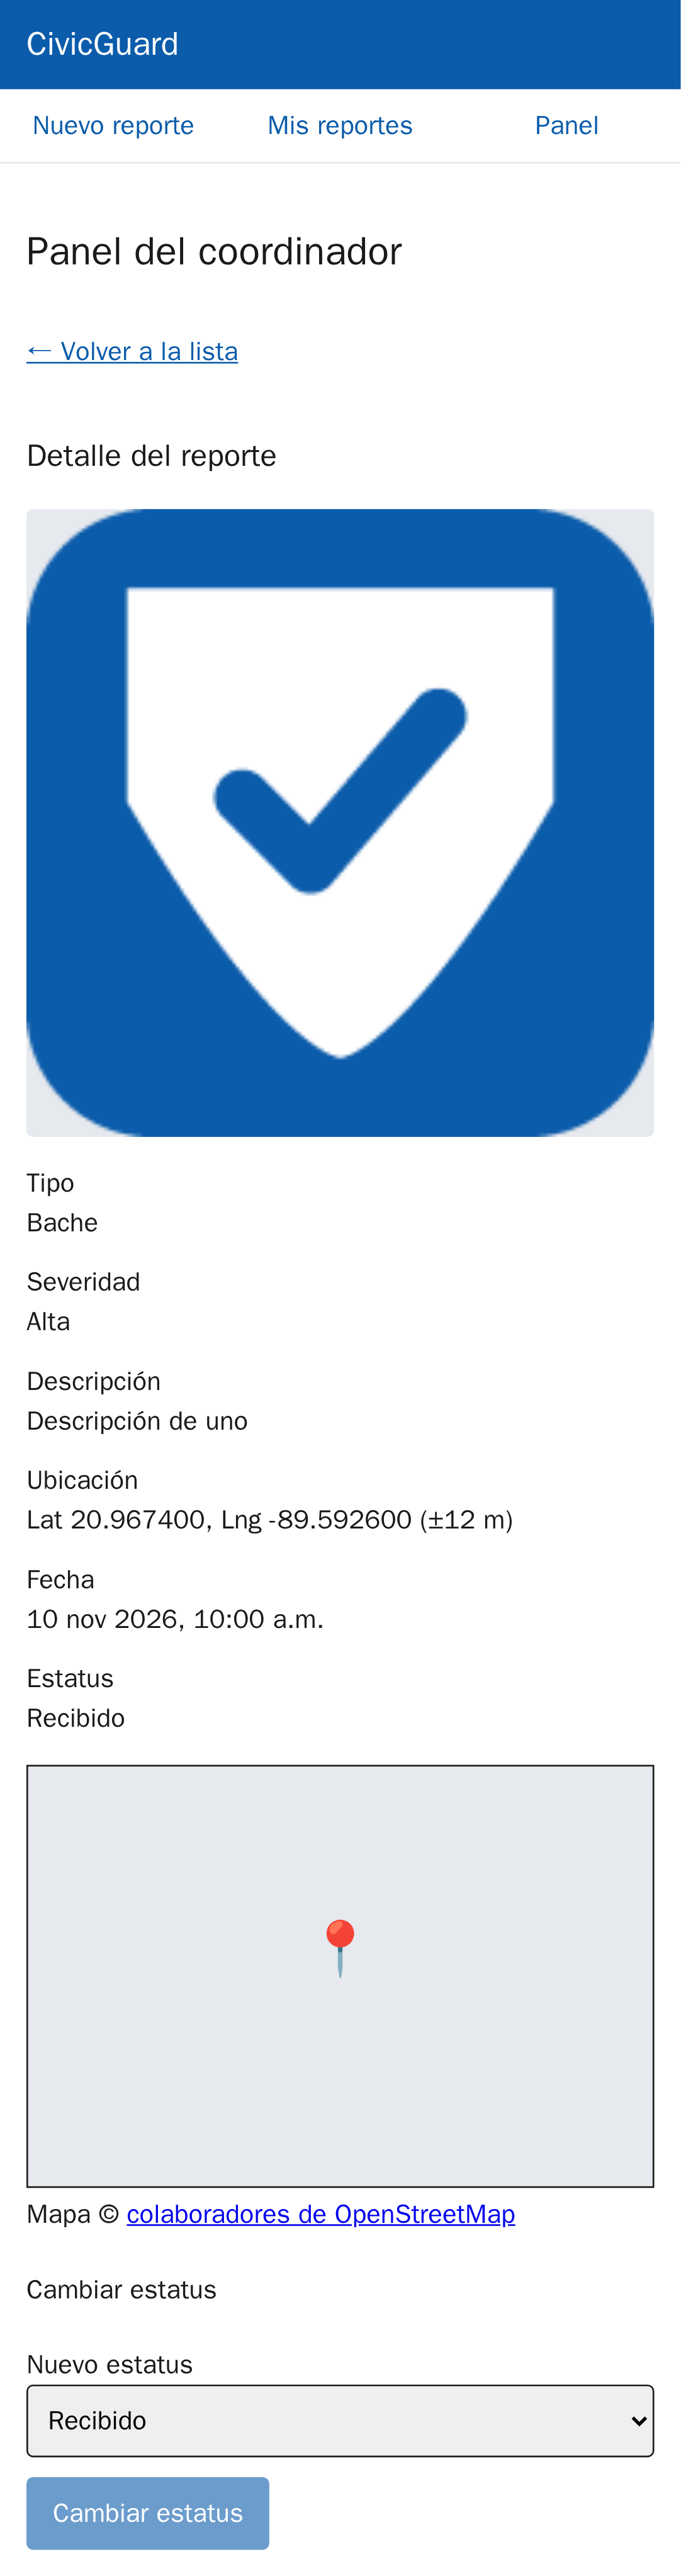 CivicGuard
Nuevo reporte Mis reportes Panel
Panel del coordinador
← Volver a la lista
Detalle del reporte
Tipo
Bache
Severidad
Alta
Descripción
Descripción de uno
Ubicación
Lat 20.967400, Lng -89.592600 (±12 m)
Fecha
10 nov 2026, 10:00 a.m.
Estatus
Recibido
Mapa © colaboradores de OpenStreetMap
Cambiar estatus
Nuevo estatus
Recibido
Cambiar estatus